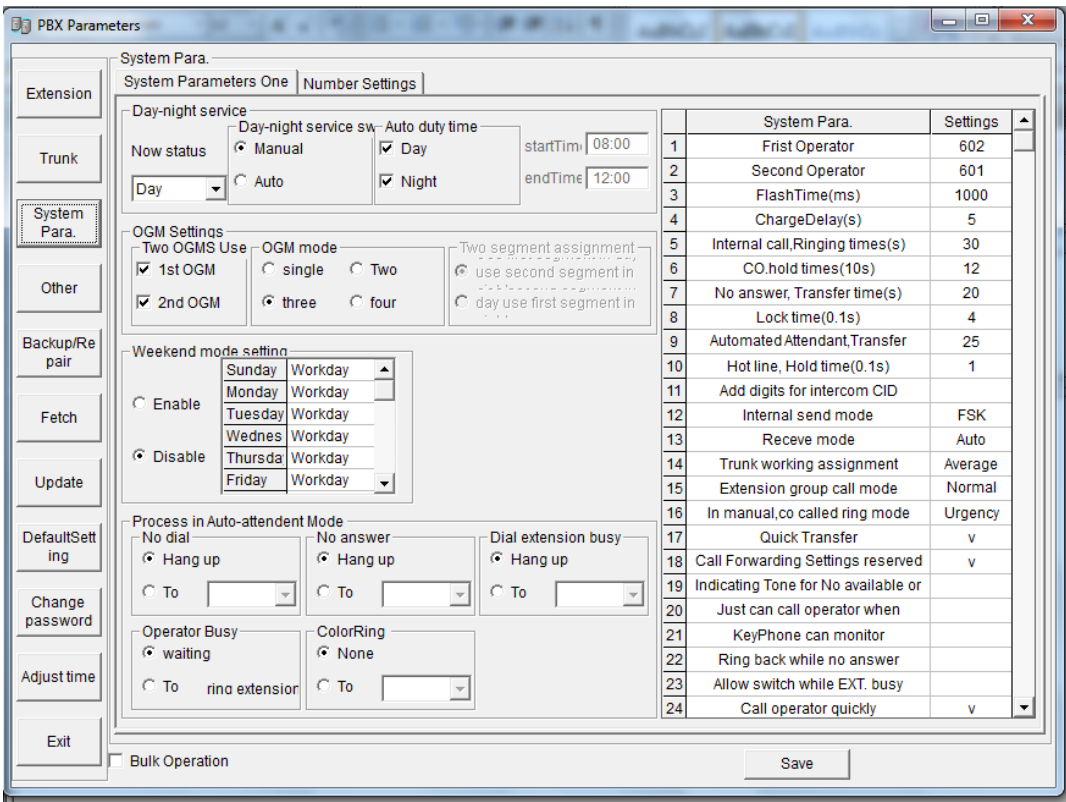 PBX Parameters
Extension
Trunk
System
Para.
Other
Backup/Re
pair
Fetch
Update
DefaultSett
ing
Change
password
Adjust time
Exit
System Para.
System Parameters One
Number Settings
Day-night service
Now status
Day
Day-night service sw
Manual
Auto
Auto duty time
Day
Night
startTim
08:00
endTime
12:00
OGM Settings
Two OGMS Use
1st OGM
2nd OGM
OGM mode
single
Two
three
four
Two segment assignment
use second segment in
day use first segment in
Weekend mode setting
Enable
Disable
Sunday Workday
Monday Workday
Tuesday Workday
Wednes Workday
Thursda Workday
Friday Workday
Process in Auto-attendent Mode
No dial
Hang up
To
No answer
Hang up
To
Dial extension busy
Hang up
To
Operator Busy
waiting
To ring extension
ColorRing
None
To
System Para. Settings
1 Frist Operator 602
2 Second Operator 601
3 FlashTime(ms) 1000
4 ChargeDelay(s) 5
5 Internal call,Ringing times(s) 30
6 CO.hold times(10s) 12
7 No answer, Transfer time(s) 20
8 Lock time(0.1s) 4
9 Automated Attendant,Transfer 25
10 Hot line, Hold time(0.1s) 1
11 Add digits for intercom CID
12 Internal send mode FSK
13 Receve mode Auto
14 Trunk working assignment Average
15 Extension group call mode Normal
16 In manual,co called ring mode Urgency
17 Quick Transfer v
18 Call Forwarding Settings reserved v
19 Indicating Tone for No available or
20 Just can call operator when
21 KeyPhone can monitor
22 Ring back while no answer
23 Allow switch while EXT. busy
24 Call operator quickly v
Bulk Operation
Save